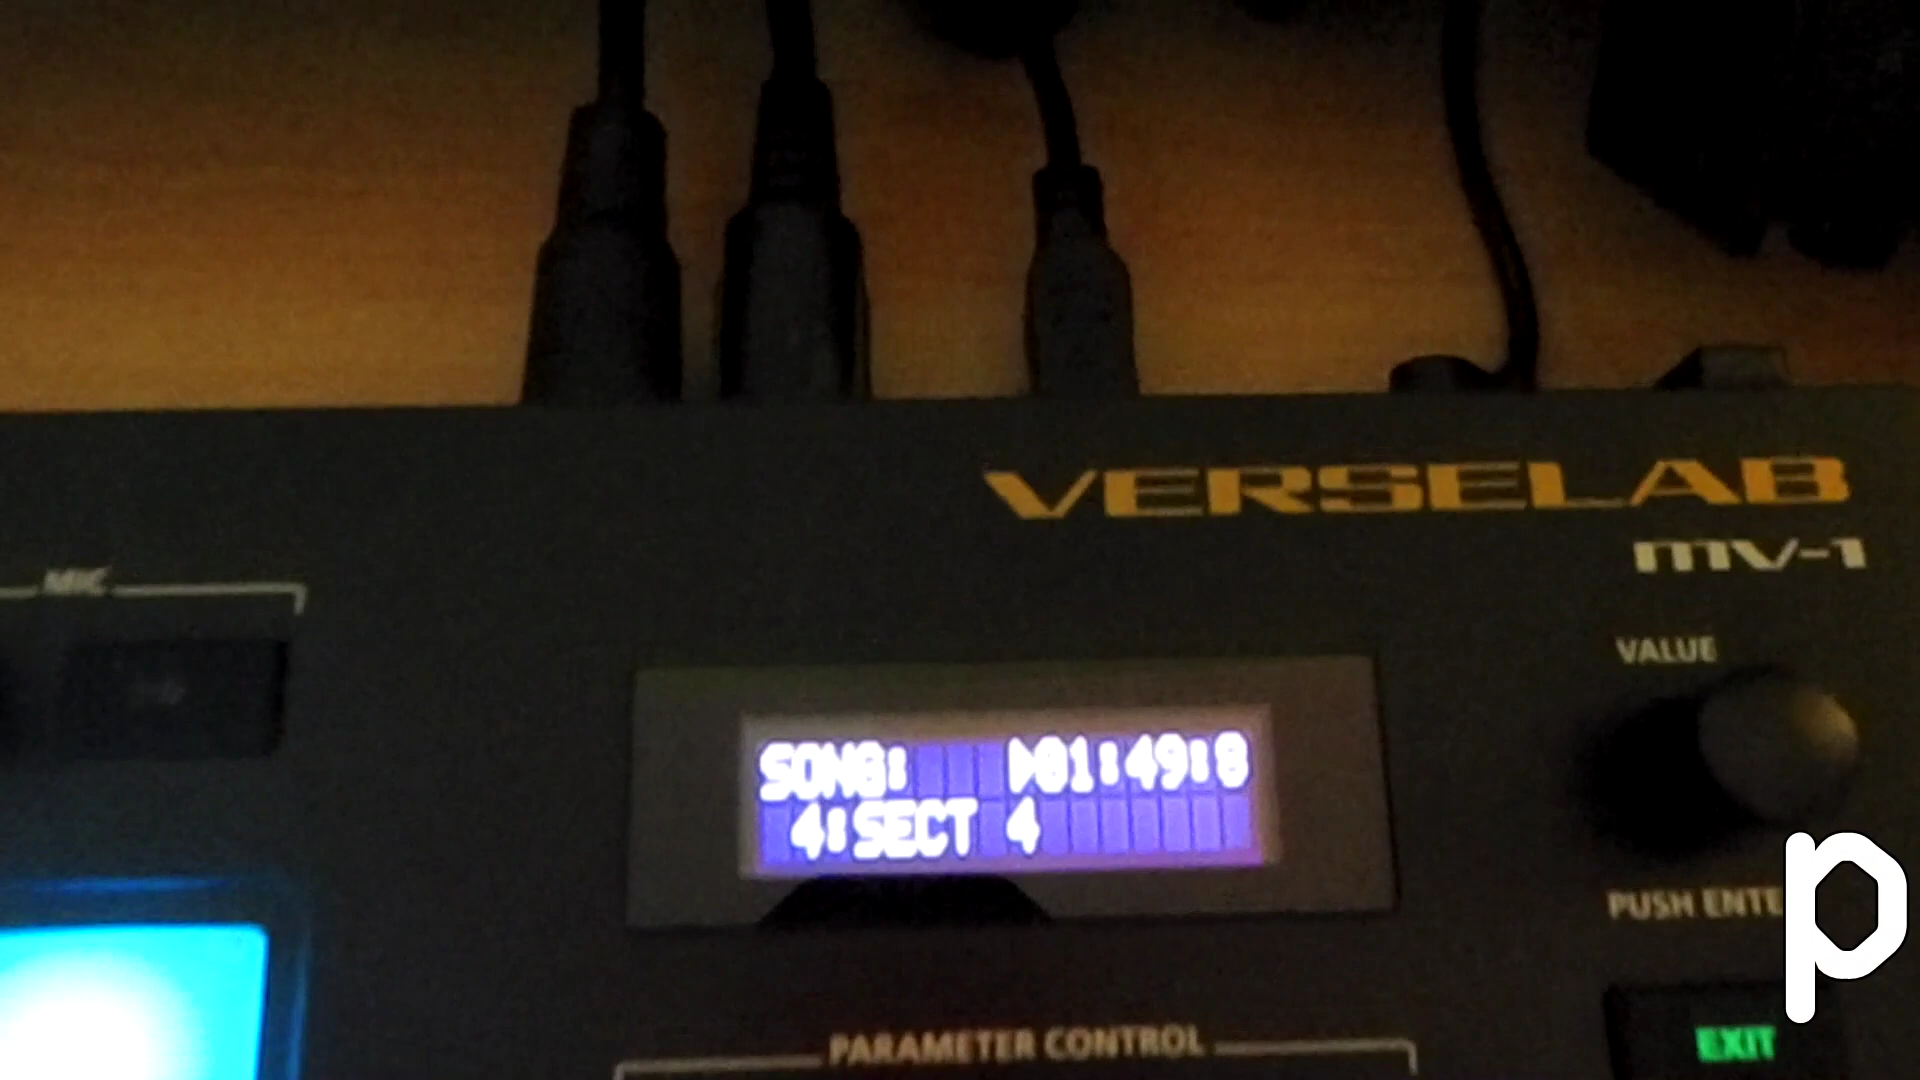 VERSELAB
mv-1
MIC
VALUE
SONG: ▷01:49:8
4:SECT 4
PUSH ENTE
p
PARAMETER CONTROL
EXIT